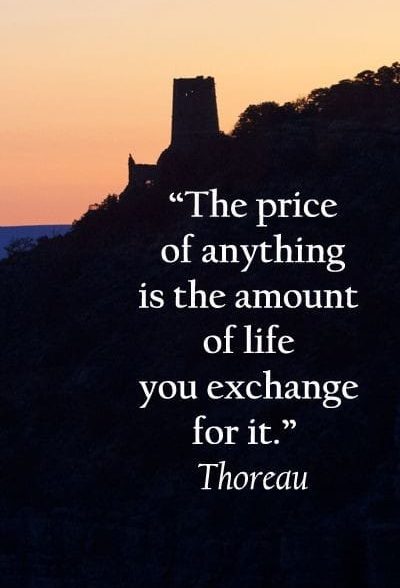 “The price
of anything
is the amount
of life
you exchange
for it.”
Thoreau